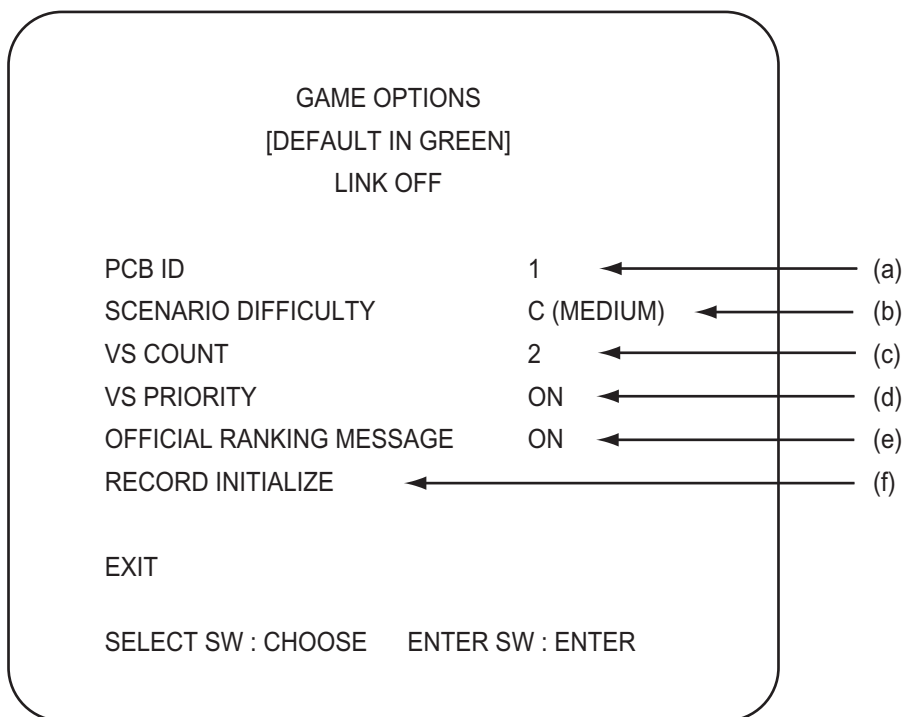 GAME OPTIONS
[DEFAULT IN GREEN]
LINK OFF
PCB ID 1 (a)
SCENARIO DIFFICULTY C (MEDIUM) (b)
VS COUNT 2 (c)
VS PRIORITY ON (d)
OFFICIAL RANKING MESSAGE ON (e)
RECORD INITIALIZE (f)
EXIT
SELECT SW : CHOOSE ENTER SW : ENTER